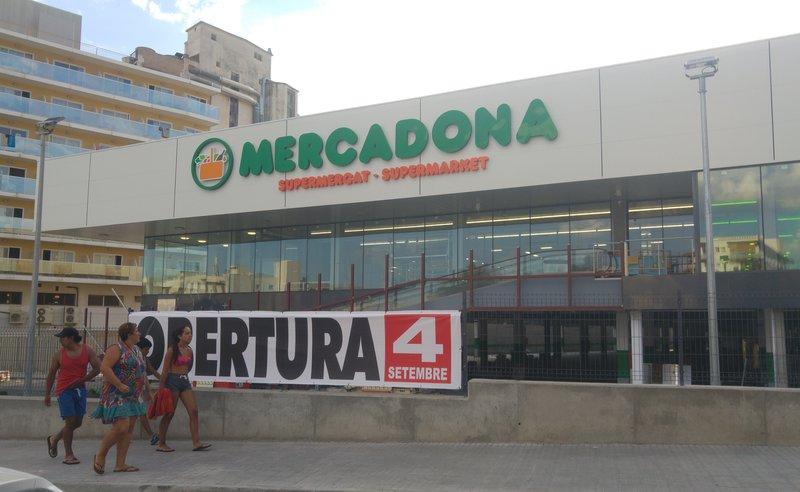 MERCADONA
SUPERMERCAT · SUPERMARKET
OBERTURA 4
SETEMBRE